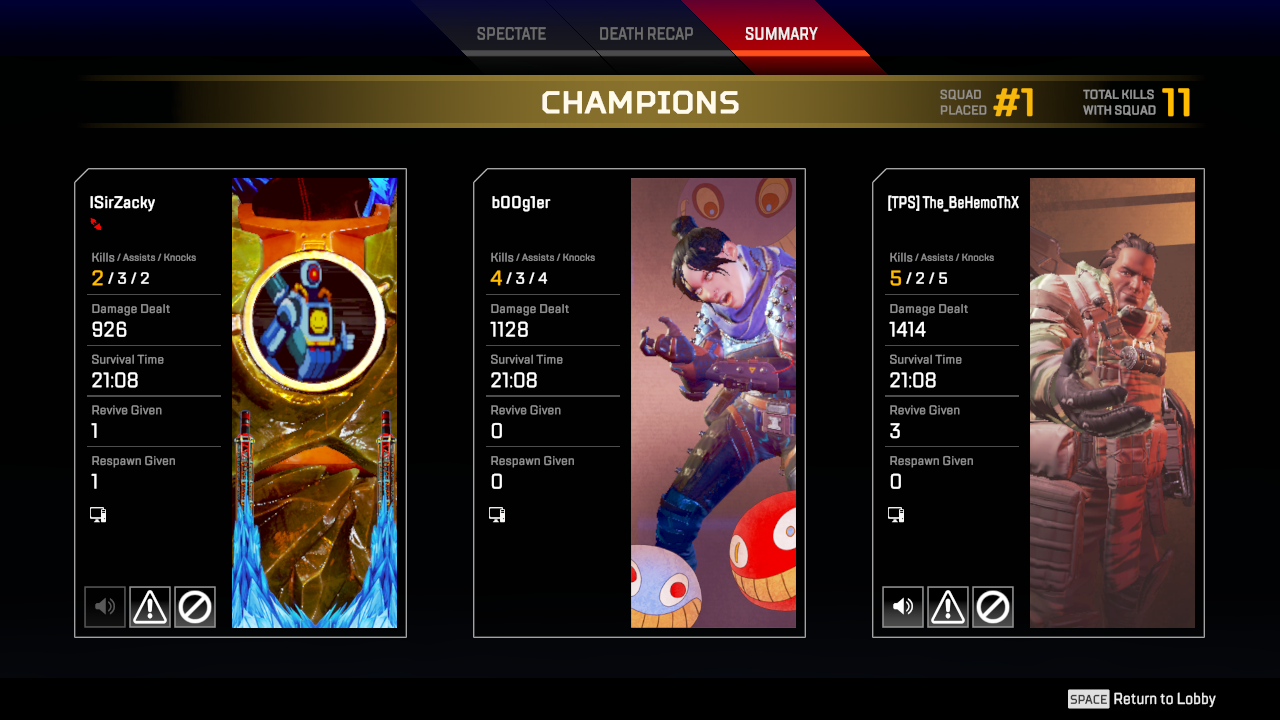 SPECTATE
DEATH RECAP
SUMMARY
CHAMPIONS
SQUAD
PLACED
#1
TOTAL KILLS
WITH SQUAD
11
ISirZacky
Kills / Assists / Knocks
2 / 3 / 2
Damage Dealt
926
Survival Time
21:08
Revive Given
1
Respawn Given
1
b00g1er
Kills / Assists / Knocks
4 / 3 / 4
Damage Dealt
1128
Survival Time
21:08
Revive Given
0
Respawn Given
0
[TPS] The_BeHemoThX
Kills / Assists / Knocks
5 / 2 / 5
Damage Dealt
1414
Survival Time
21:08
Revive Given
3
Respawn Given
0
SPACE Return to Lobby